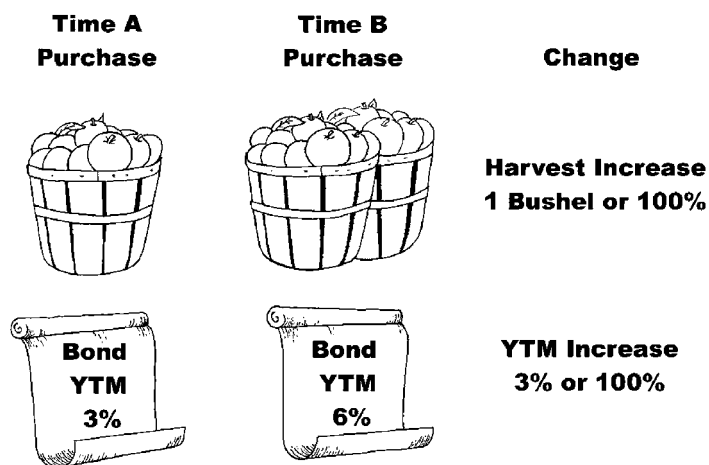 Time A
Purchase
Time B
Purchase
Change
Harvest Increase
1 Bushel or 100%
Bond
YTM
3%
Bond
YTM
6%
YTM Increase
3% or 100%